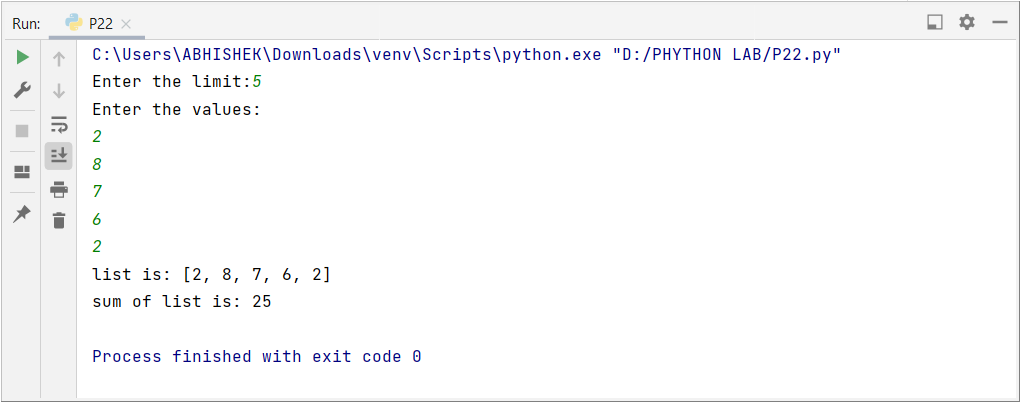 Run: P22
C:\Users\ABHISHEK\Downloads\venv\Scripts\python.exe "D:/PHYTHON LAB/P22.py"
Enter the limit:5
Enter the values:
2
8
7
6
2
list is: [2, 8, 7, 6, 2]
sum of list is: 25
Process finished with exit code 0